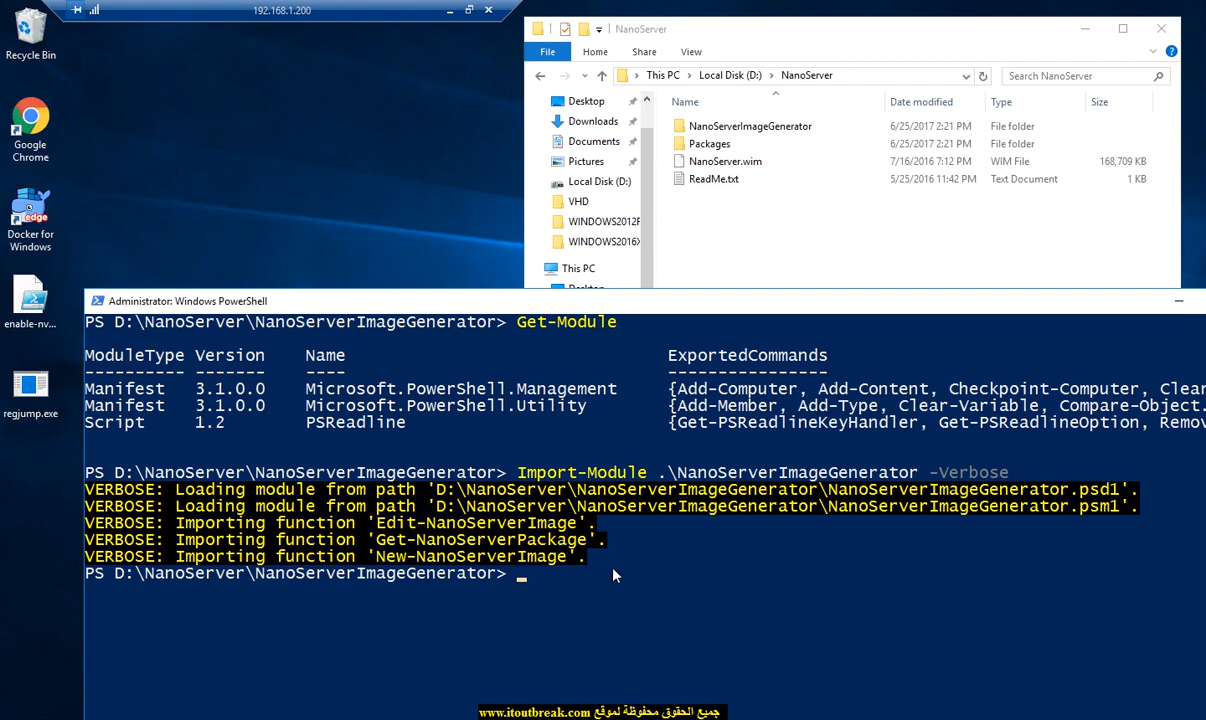 192.168.1.200
Recycle Bin
Google
Chrome
edge
Docker for
Windows
enable-nv...
regjump.exe
NanoServer
File Home Share View
This PC Local Disk (D:) NanoServer
Search NanoServer
Desktop
Downloads
Documents
Pictures
Local Disk (D:)
VHD
WINDOWS2012F
WINDOWS2016X
This PC
Name Date modified Type Size
NanoServerImageGenerator 6/25/2017 2:21 PM File folder
Packages 6/25/2017 2:21 PM File folder
NanoServer.wim 7/16/2016 7:12 PM WIM File 168,709 KB
ReadMe.txt 5/25/2016 11:42 PM Text Document 1 KB
Administrator: Windows PowerShell
PS D:\NanoServer\NanoServerImageGenerator> Get-Module
ModuleType Version Name ExportedCommands
---------- ------- ---- ----------------
Manifest 3.1.0.0 Microsoft.PowerShell.Management {Add-Computer, Add-Content, Checkpoint-Computer, Clear
Manifest 3.1.0.0 Microsoft.PowerShell.Utility {Add-Member, Add-Type, Clear-Variable, Compare-Object.
Script 1.2 PSReadline {Get-PSReadlineKeyHandler, Get-PSReadlineOption, Remov
PS D:\NanoServer\NanoServerImageGenerator> Import-Module .\NanoServerImageGenerator -Verbose
VERBOSE: Loading module from path 'D:\NanoServer\NanoServerImageGenerator\NanoServerImageGenerator.psd1'.
VERBOSE: Loading module from path 'D:\NanoServer\NanoServerImageGenerator\NanoServerImageGenerator.psm1'.
VERBOSE: Importing function 'Edit-NanoServerImage'.
VERBOSE: Importing function 'Get-NanoServerPackage'.
VERBOSE: Importing function 'New-NanoServerImage'.
PS D:\NanoServer\NanoServerImageGenerator>
جميع الحقوق محفوظة لموقع www.itoutbreak.com